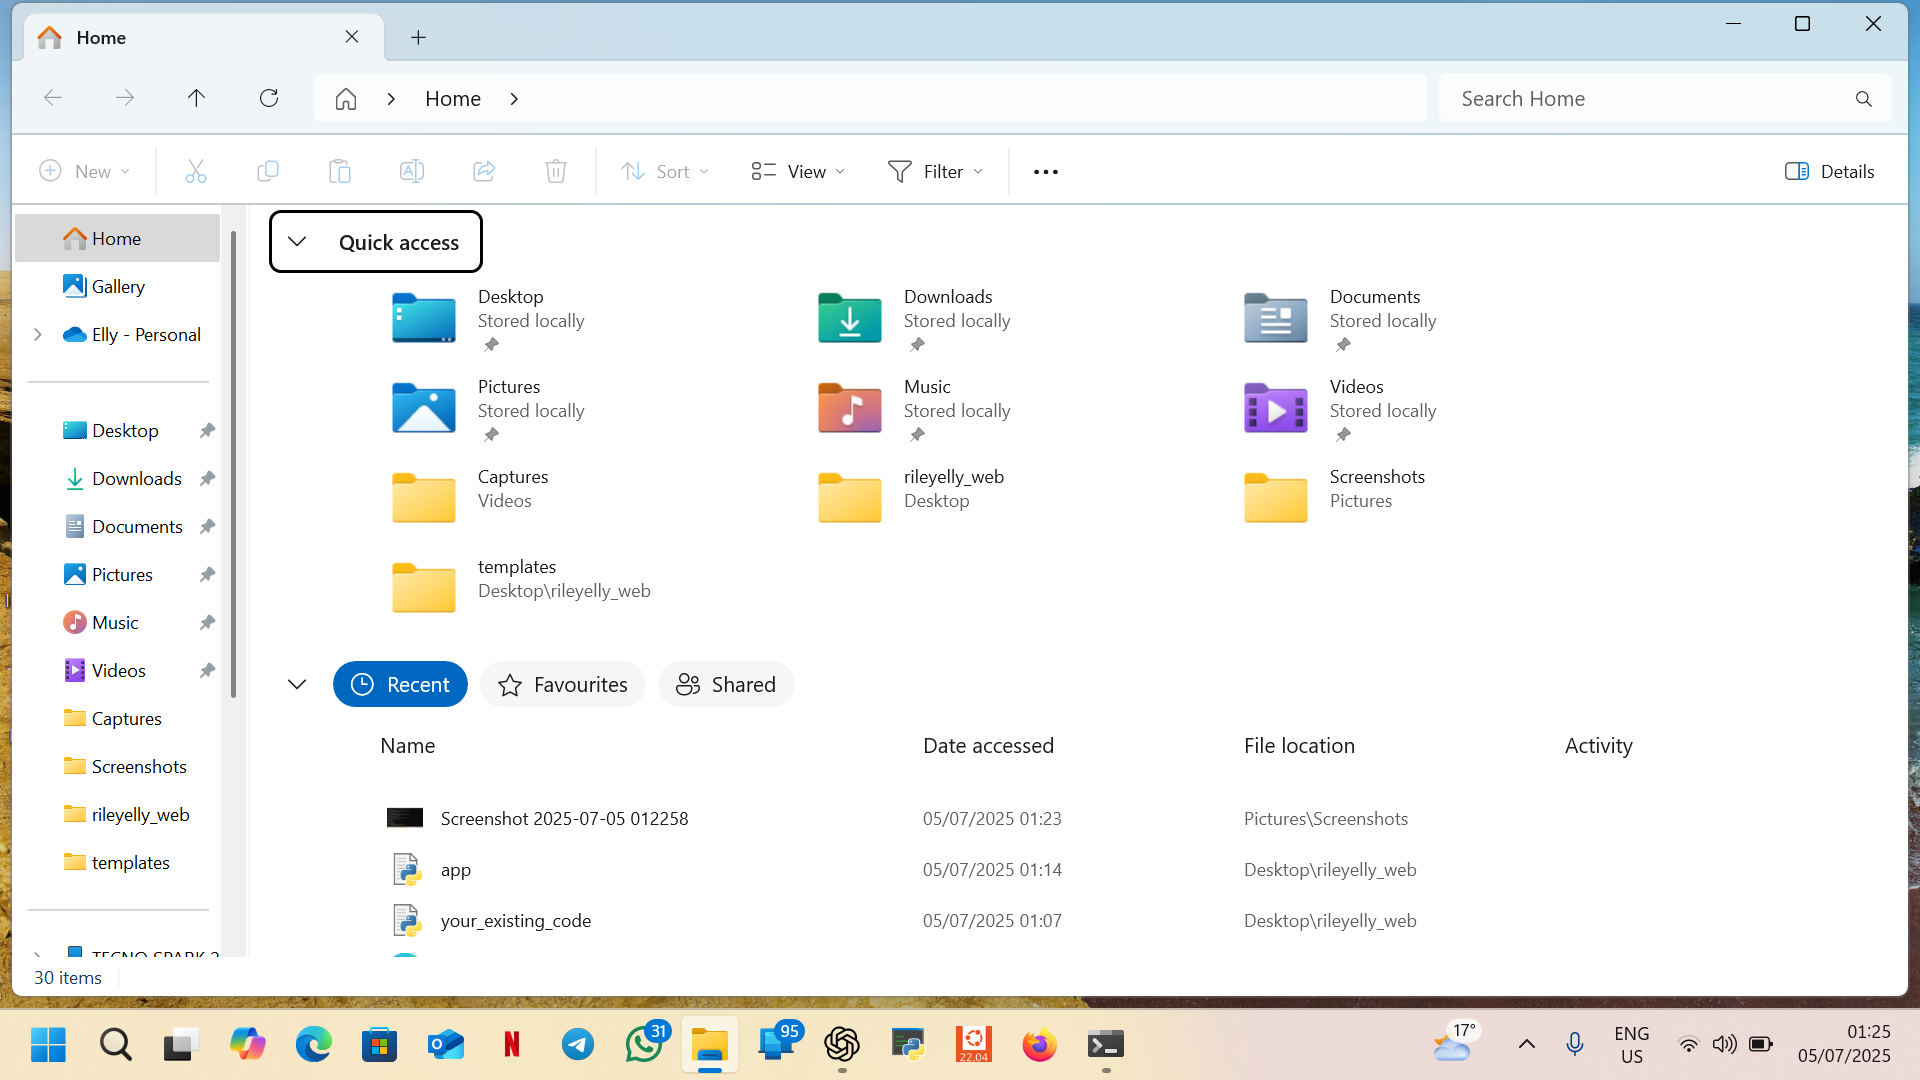 Home
Home
Search Home
New
Sort
View
Filter
Details
Home
Gallery
Elly - Personal
Desktop
Downloads
Documents
Pictures
Music
Videos
Captures
Screenshots
rileyelly_web
templates
TECNO SPARK 2
30 items
Quick access
Desktop
Stored locally
Downloads
Stored locally
Documents
Stored locally
Pictures
Stored locally
Music
Stored locally
Videos
Stored locally
Captures
Videos
rileyelly_web
Desktop
Screenshots
Pictures
templates
Desktop\rileyelly_web
Recent
Favourites
Shared
Name Date accessed File location Activity
Screenshot 2025-07-05 012258 05/07/2025 01:23 Pictures\Screenshots
app 05/07/2025 01:14 Desktop\rileyelly_web
your_existing_code 05/07/2025 01:07 Desktop\rileyelly_web
N
31
95
22.04
17°
ENG
US
01:25
05/07/2025